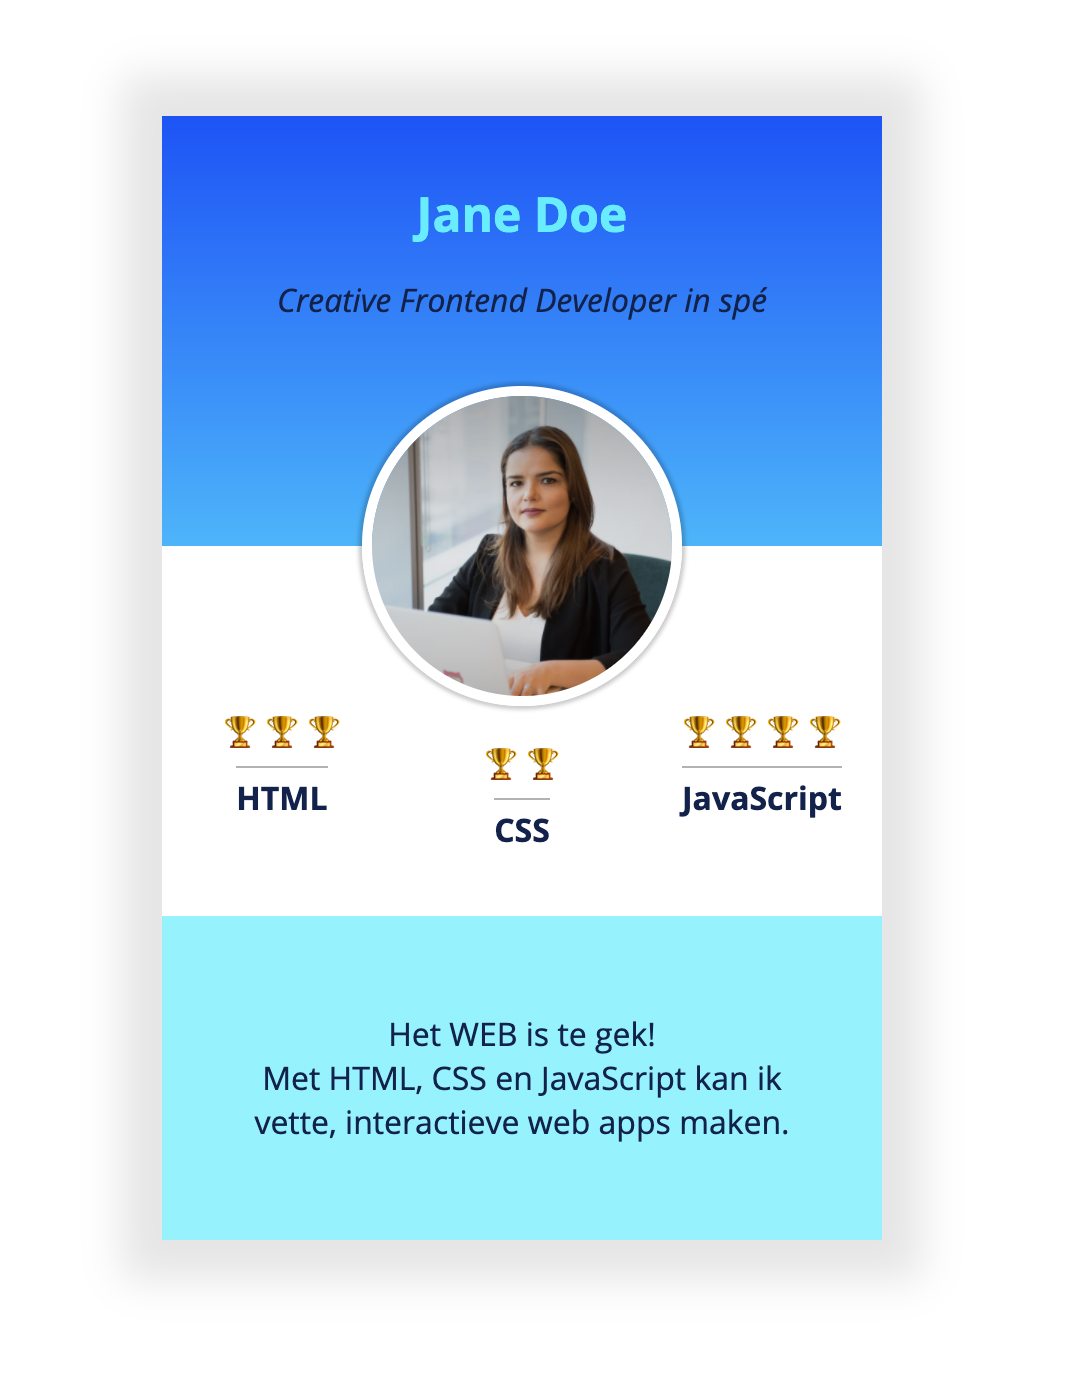 Jane Doe
Creative Frontend Developer in spé
🏆 🏆 🏆
HTML
🏆 🏆
CSS
🏆 🏆 🏆 🏆
JavaScript
Het WEB is te gek!
Met HTML, CSS en JavaScript kan ik
vette, interactieve web apps maken.